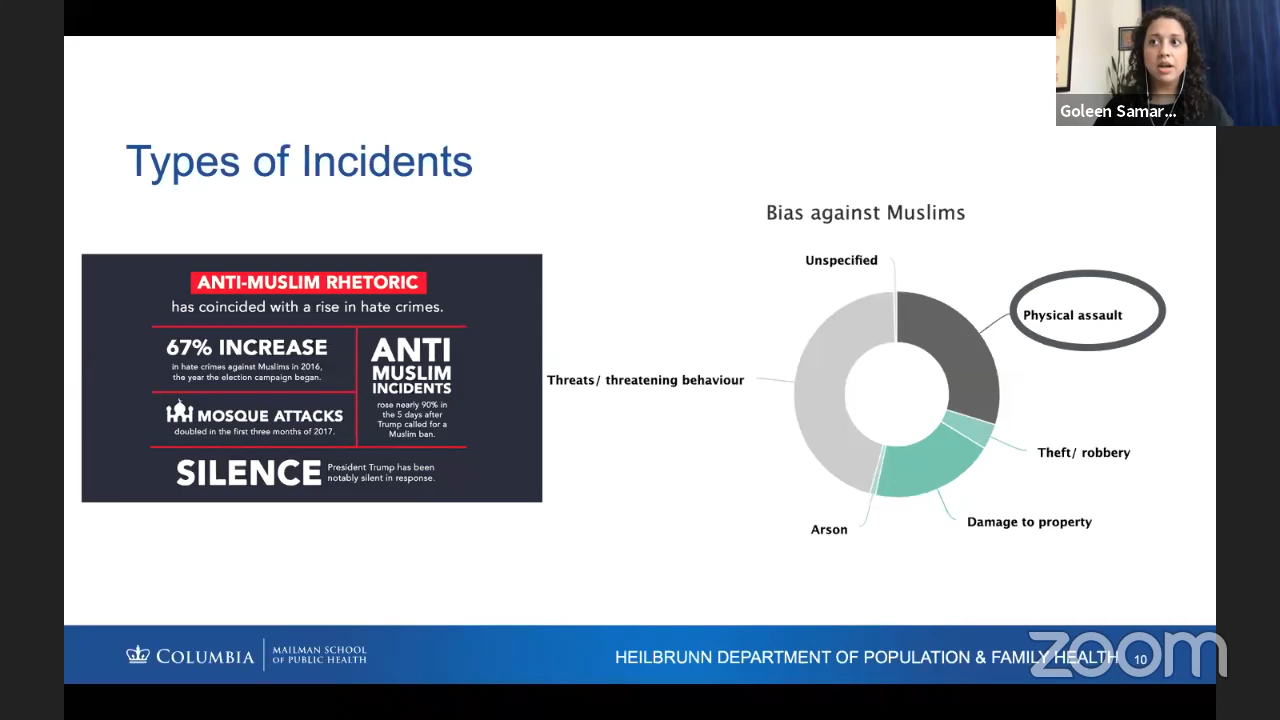 Goleen Samar...
Types of Incidents
ANTI-MUSLIM RHETORIC
has coincided with a rise in hate crimes.
67% INCREASE
in hate crimes against Muslims in 2016,
the year the election campaign began.
MOSQUE ATTACKS
doubled in the first three months of 2017.
ANTI
MUSLIM
INCIDENTS
rose nearly 90% in
the 5 days after
Trump called for a
Muslim ban.
SILENCE
President Trump has been
notably silent in response.
Bias against Muslims
Unspecified
Physical assault
Threats/ threatening behaviour
Theft/ robbery
Damage to property
Arson
COLUMBIA
MAILMAN SCHOOL
OF PUBLIC HEALTH
HEILBRUNN DEPARTMENT OF POPULATION & FAMILY HEALTH
10
zoom